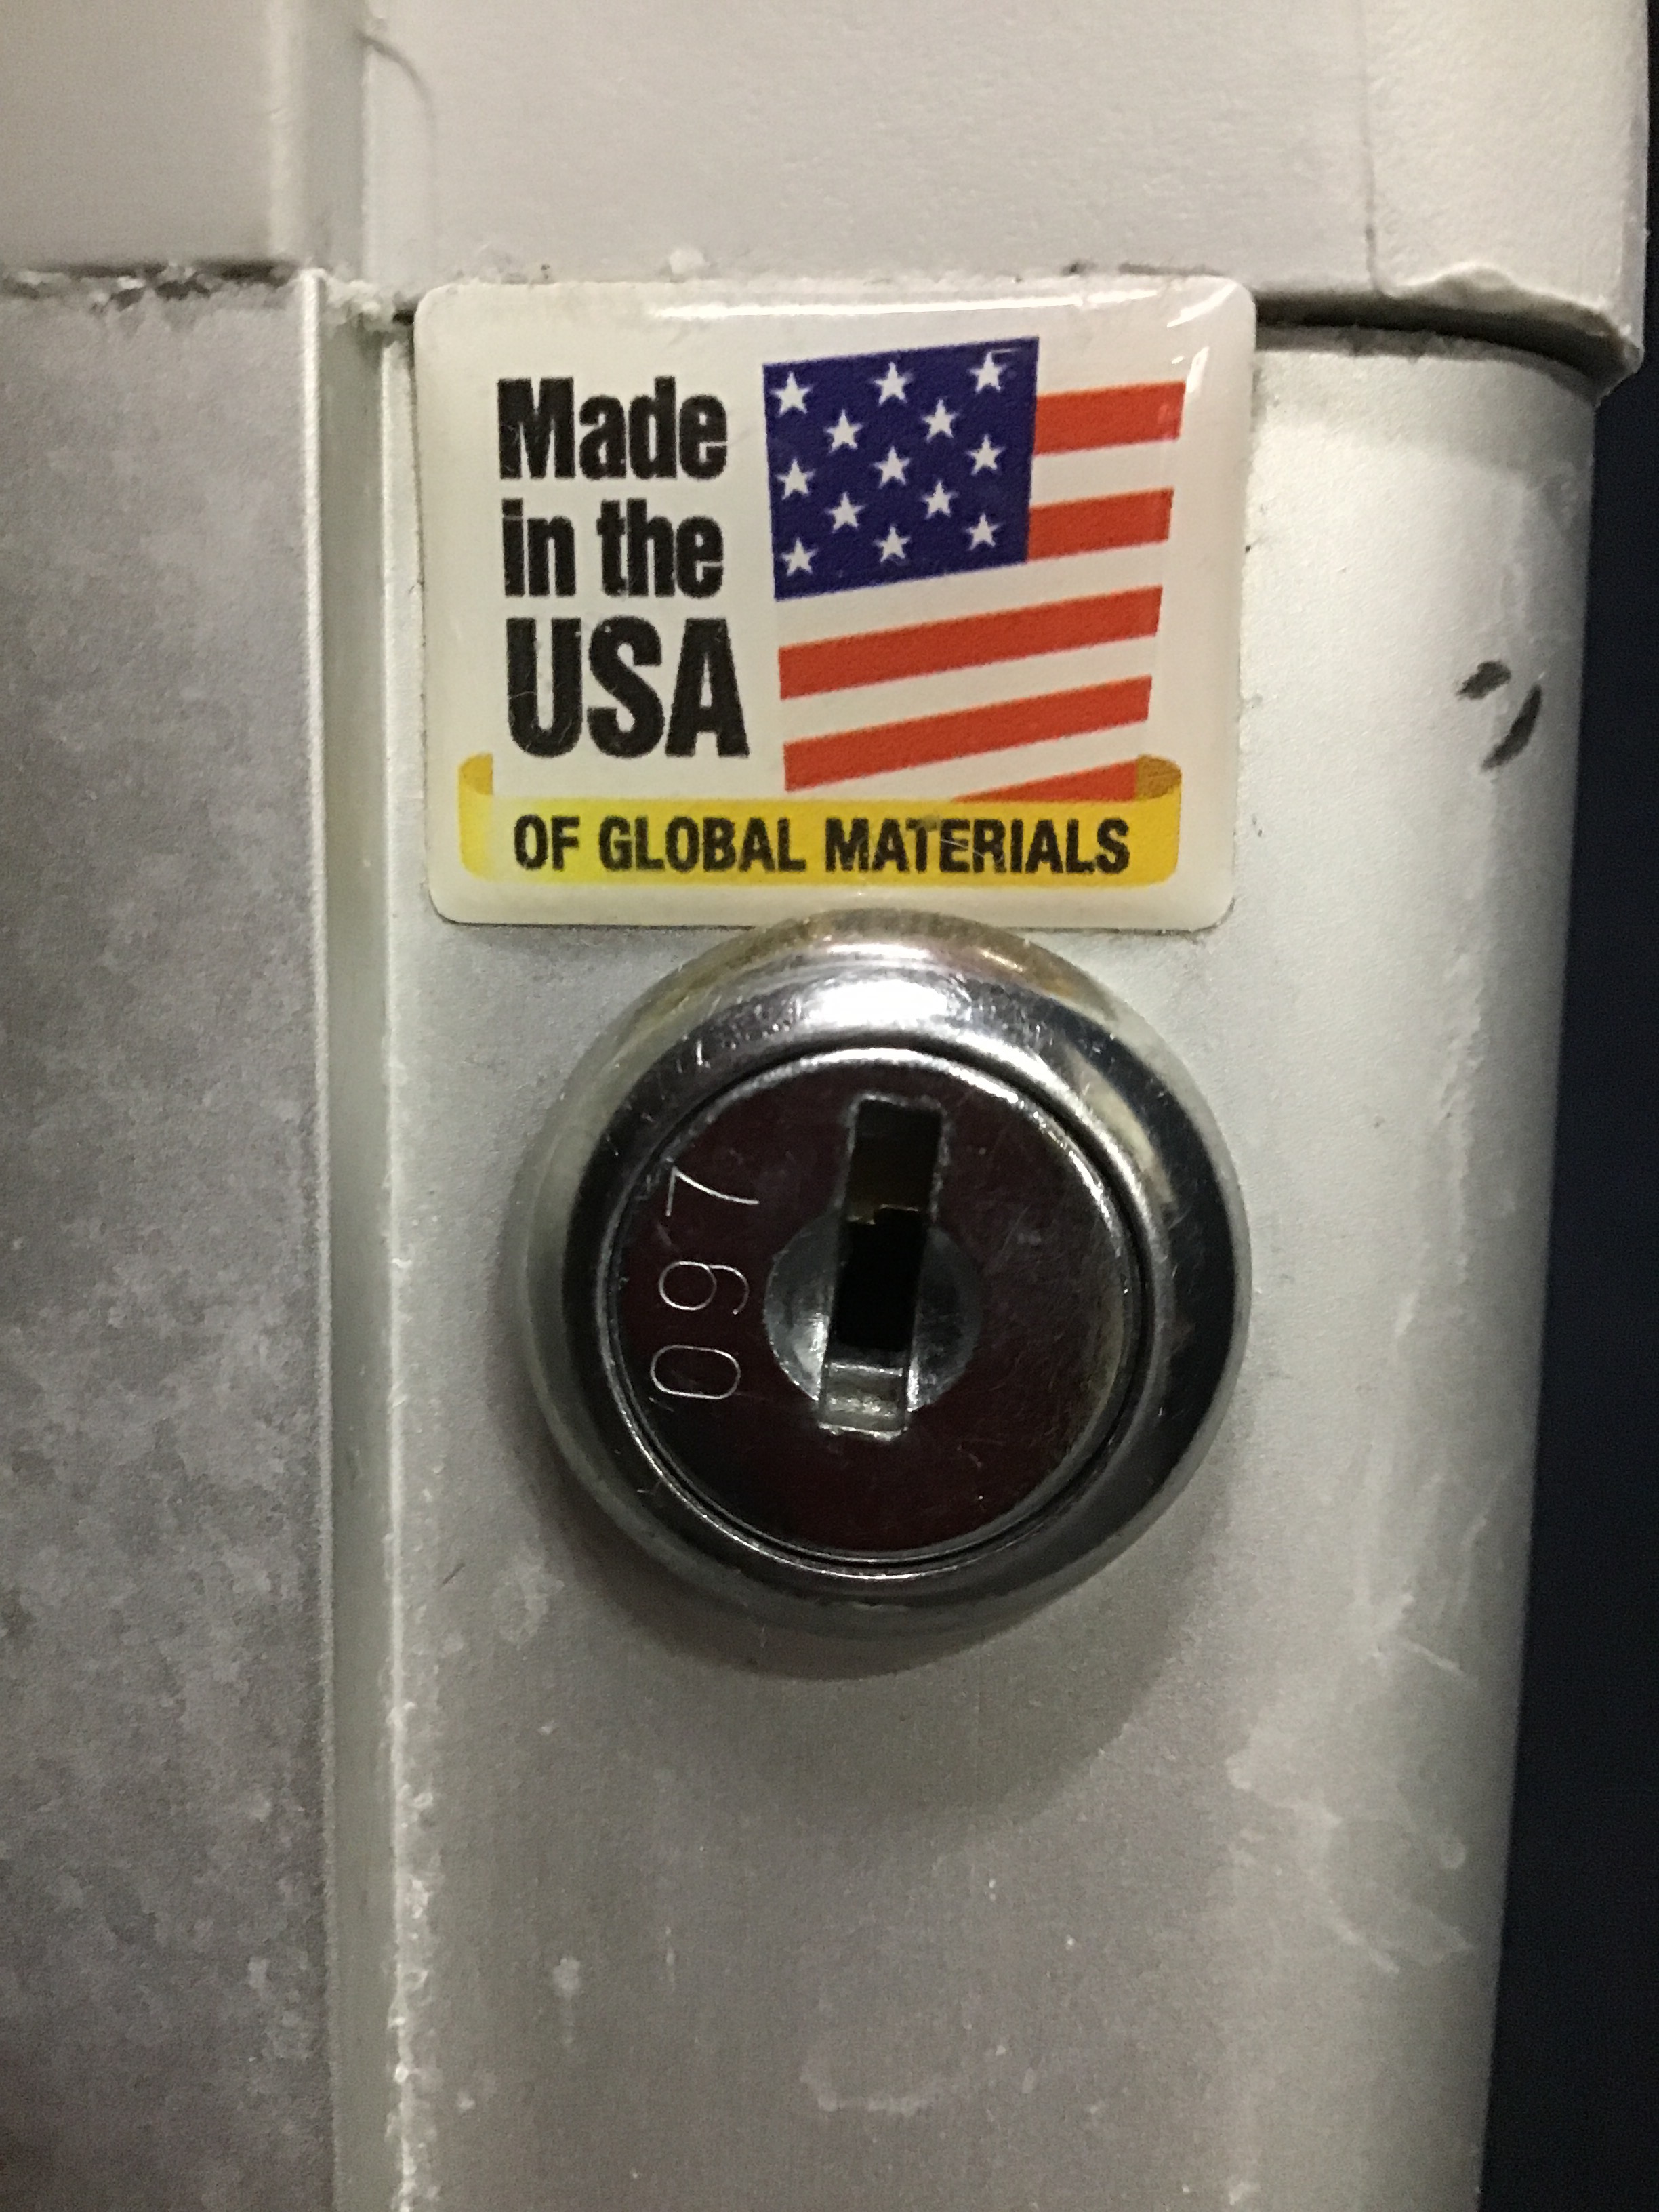 Made
in the
USA
OF GLOBAL MATERIALS
097